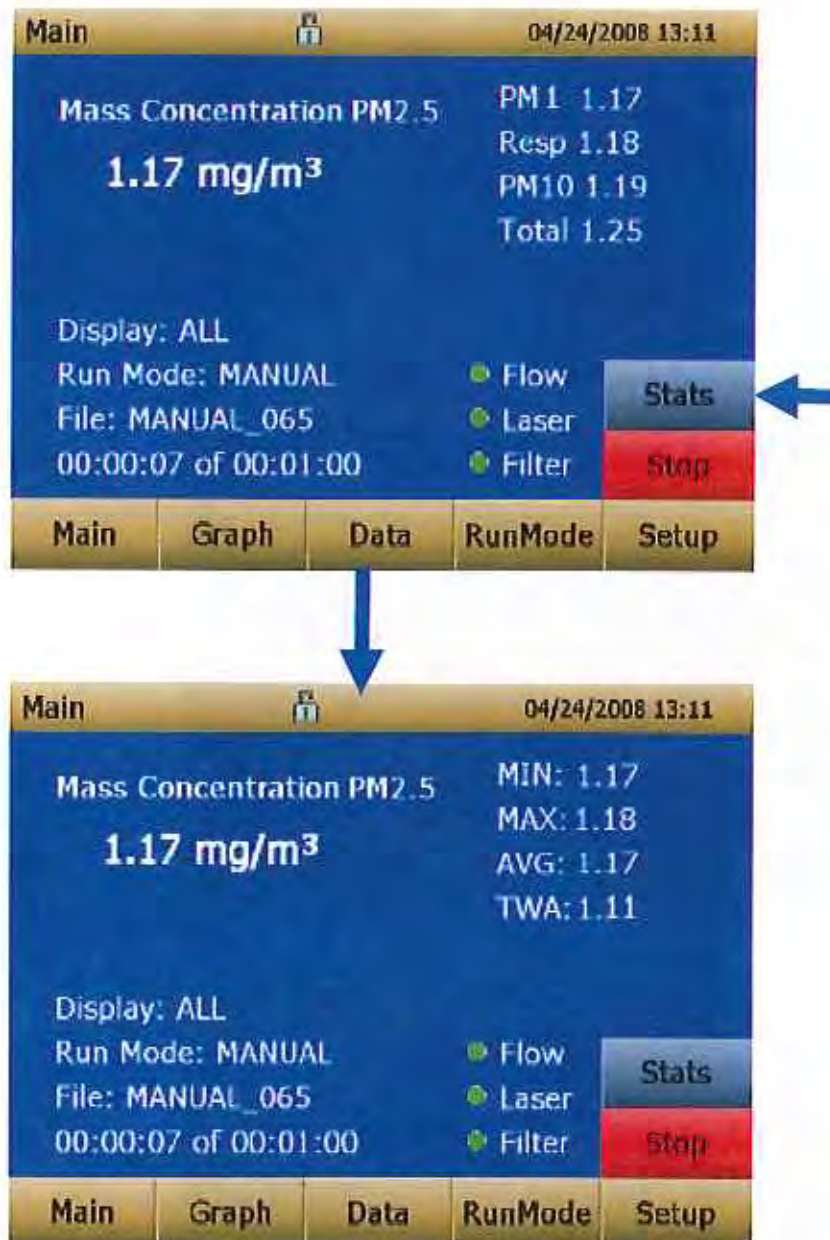 Main 04/24/2008 13:11
Mass Concentration PM2.5
1.17 mg/m³
PM1 1.17
Resp 1.18
PM10 1.19
Total 1.25
Display: ALL
Run Mode: MANUAL
File: MANUAL_065
00:00:07 of 00:01:00
Flow
Laser
Filter
Stats
Stop
Main Graph Data RunMode Setup
Main 04/24/2008 13:11
Mass Concentration PM2.5
1.17 mg/m³
MIN: 1.17
MAX: 1.18
AVG: 1.17
TWA: 1.11
Display: ALL
Run Mode: MANUAL
File: MANUAL_065
00:00:07 of 00:01:00
Flow
Laser
Filter
Stats
Stop
Main Graph Data RunMode Setup